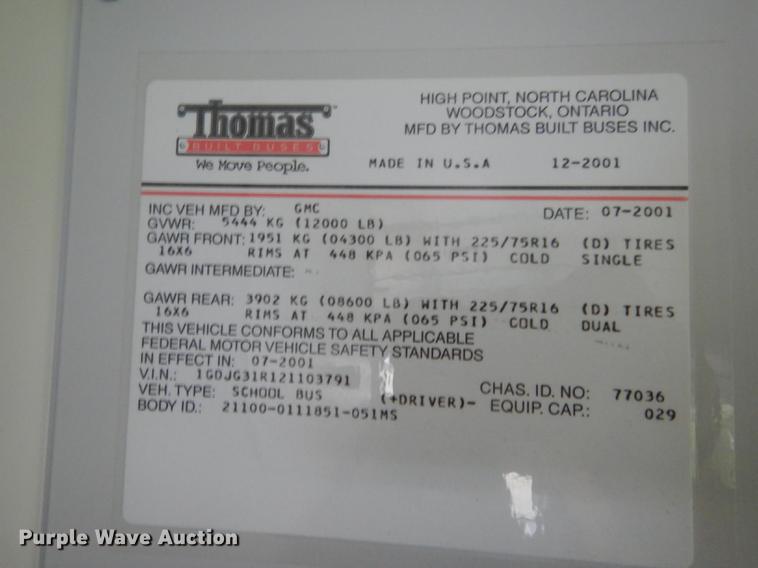 Thomas
BUILT BUSES
We Move People.
HIGH POINT, NORTH CAROLINA
WOODSTOCK, ONTARIO
MFD BY THOMAS BUILT BUSES INC.
MADE IN U.S.A 12-2001
INC VEH MFD BY: GMC DATE: 07-2001
GVWR: 5444 KG (12000 LB)
GAWR FRONT: 1951 KG (04300 LB) WITH 225/75R16 (D) TIRES
16X6 RIMS AT 448 KPA (065 PSI) COLD SINGLE
GAWR INTERMEDIATE:
GAWR REAR: 3902 KG (08600 LB) WITH 225/75R16 (D) TIRES
16X6 RIMS AT 448 KPA (065 PSI) COLD DUAL
THIS VEHICLE CONFORMS TO ALL APPLICABLE
FEDERAL MOTOR VEHICLE SAFETY STANDARDS
IN EFFECT IN: 07-2001
V.I.N.: 1GDJG31R121103791
VEH. TYPE: SCHOOL BUS CHAS. ID. NO: 77036
BODY ID.: 21100-0111851-051MS (+DRIVER)- EQUIP. CAP.: 029
Purple Wave Auction